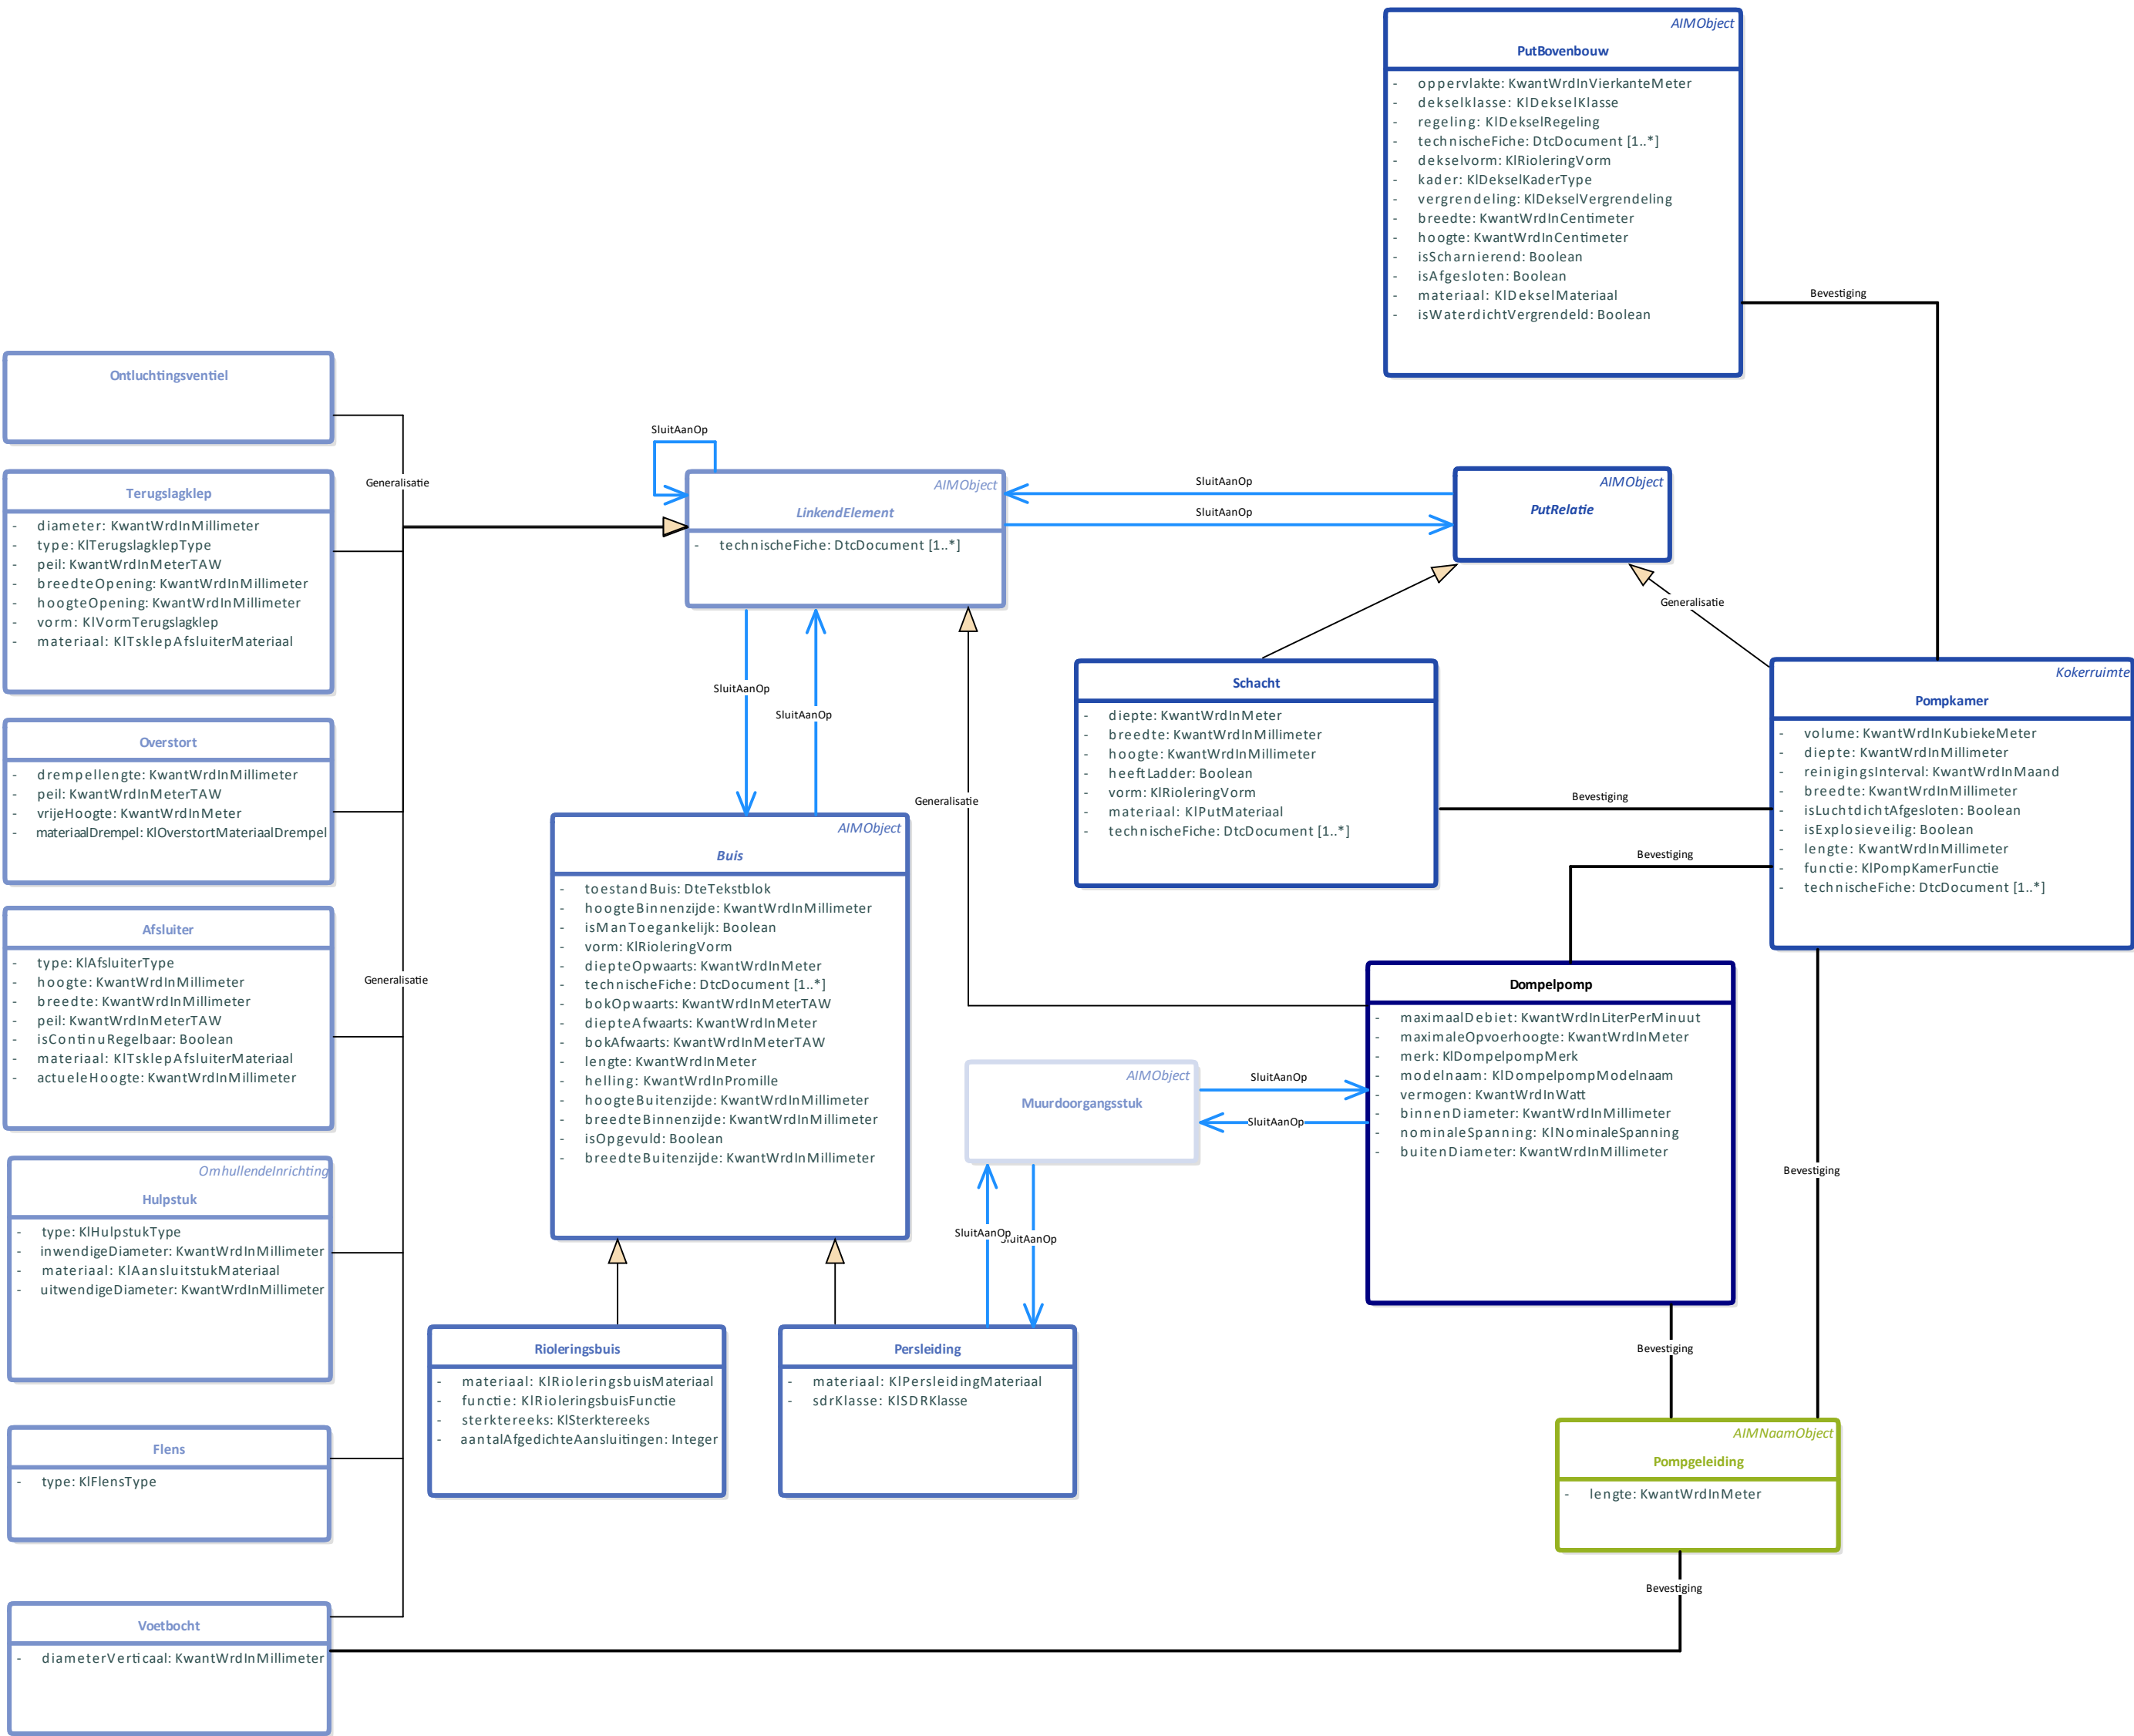 AIMObject
PutBovenbouw
- oppervlakte: KwantWrdInVierkanteMeter
- dekselklasse: KlDekselKlasse
- regeling: KlDekselRegeling
- technischeFiche: DtcDocument [1..*]
- dekselvorm: KlRioleringVorm
- kader: KlDekselKaderType
- vergrendeling: KlDekselVergrendeling
- breedte: KwantWrdInCentimeter
- hoogte: KwantWrdInCentimeter
- isScharnierend: Boolean
- isAfgesloten: Boolean
- materiaal: KlDekselMateriaal
- isWaterdichtVergrendeld: Boolean
Bevestiging
Ontluchtingsventiel
Generalisatie
Terugslagklep
- diameter: KwantWrdInMillimeter
- type: KlTerugslagklepType
- peil: KwantWrdInMeterTAW
- breedteOpening: KwantWrdInMillimeter
- hoogteOpening: KwantWrdInMillimeter
- vorm: KlVormTerugslagklep
- materiaal: KlTsklepAfsluiterMateriaal
SluitAanOp
AIMObject
LinkendElement
- technischeFiche: DtcDocument [1..*]
SluitAanOp
SluitAanOp
AIMObject
PutRelatie
Generalisatie
SluitAanOp
SluitAanOp
Generalisatie
Schacht
- diepte: KwantWrdInMeter
- breedte: KwantWrdInMillimeter
- hoogte: KwantWrdInMillimeter
- heeftLadder: Boolean
- vorm: KlRioleringVorm
- materiaal: KlPutMateriaal
- technischeFiche: DtcDocument [1..*]
Bevestiging
Bevestiging
Kokerruimte
Pompkamer
- volume: KwantWrdInKubiekeMeter
- diepte: KwantWrdInMillimeter
- reinigingsInterval: KwantWrdInMaand
- breedte: KwantWrdInMillimeter
- isLuchtdichtAfgesloten: Boolean
- isExplosieveilig: Boolean
- lengte: KwantWrdInMillimeter
- functie: KlPompKamerFunctie
- technischeFiche: DtcDocument [1..*]
Overstort
- drempellengte: KwantWrdInMillimeter
- peil: KwantWrdInMeterTAW
- vrijeHoogte: KwantWrdInMeter
- materiaalDrempel: KlOverstortMateriaalDrempel
Afsluiter
- type: KlAfsluiterType
- hoogte: KwantWrdInMillimeter
- breedte: KwantWrdInMillimeter
- peil: KwantWrdInMeterTAW
- isContinuRegelbaar: Boolean
- materiaal: KlTsklepAfsluiterMateriaal
- actueleHoogte: KwantWrdInMillimeter
Generalisatie
AIMObject
Buis
- toestandBuis: DteTekstblok
- hoogteBinnenzijde: KwantWrdInMillimeter
- isManToegankelijk: Boolean
- vorm: KlRioleringVorm
- diepteOpwaarts: KwantWrdInMeter
- technischeFiche: DtcDocument [1..*]
- bokOpwaarts: KwantWrdInMeterTAW
- diepteAfwaarts: KwantWrdInMeter
- bokAfwaarts: KwantWrdInMeterTAW
- lengte: KwantWrdInMeter
- helling: KwantWrdInPromille
- hoogteBuitenzijde: KwantWrdInMillimeter
- breedteBinnenzijde: KwantWrdInMillimeter
- isOpgevuld: Boolean
- breedteBuitenzijde: KwantWrdInMillimeter
Dompelpomp
- maximaalDebiet: KwantWrdInLiterPerMinuut
- maximaleOpvoerhoogte: KwantWrdInMeter
- merk: KlDompelpompMerk
- modelnaam: KlDompelpompModelnaam
- vermogen: KwantWrdInWatt
- binnenDiameter: KwantWrdInMillimeter
- nominaleSpanning: KlNominaleSpanning
- buitenDiameter: KwantWrdInMillimeter
AIMObject
Muurdoorgangsstuk
SluitAanOp
SluitAanOp
SluitAanOp
SluitAanOp
Bevestiging
Bevestiging
OmhullendeInrichting
Hulpstuk
- type: KlHulpstukType
- inwendigeDiameter: KwantWrdInMillimeter
- materiaal: KlAansluitstukMateriaal
- uitwendigeDiameter: KwantWrdInMillimeter
Rioleringsbuis
- materiaal: KlRioleringsbuisMateriaal
- functie: KlRioleringsbuisFunctie
- sterktereeks: KlSterktereeks
- aantalAfgedichteAansluitingen: Integer
Persleiding
- materiaal: KlPersleidingMateriaal
- sdrKlasse: KlSDRKlasse
AIMNaamObject
Pompgeleiding
- lengte: KwantWrdInMeter
Flens
- type: KlFlensType
Bevestiging
Voetbocht
- diameterVerticaal: KwantWrdInMillimeter